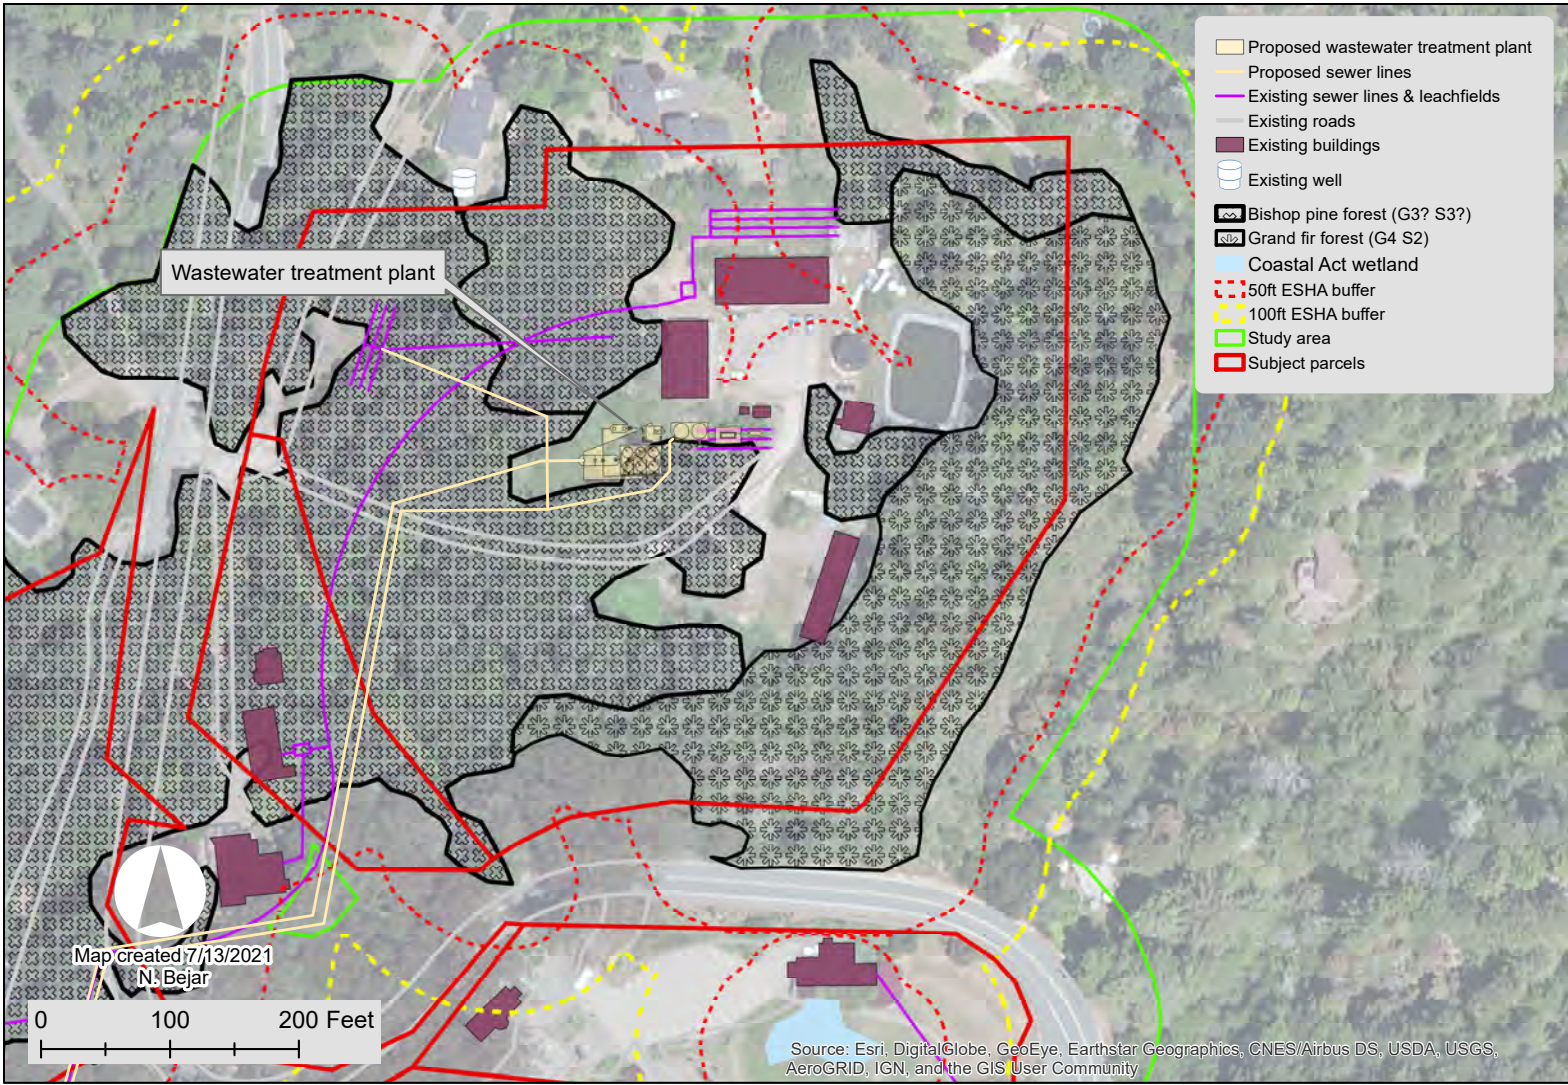 Proposed wastewater treatment plant
Proposed sewer lines
Existing sewer lines & leachfields
Existing roads
Existing buildings
Existing well
Bishop pine forest (G3? S3?)
Grand fir forest (G4 S2)
Coastal Act wetland
50ft ESHA buffer
100ft ESHA buffer
Study area
Subject parcels
Wastewater treatment plant
Map created 7/13/2021
N. Bejar
0 100 200 Feet
Source: Esri, DigitalGlobe, GeoEye, Earthstar Geographics, CNES/Airbus DS, USDA, USGS,
AeroGRID, IGN, and the GIS User Community